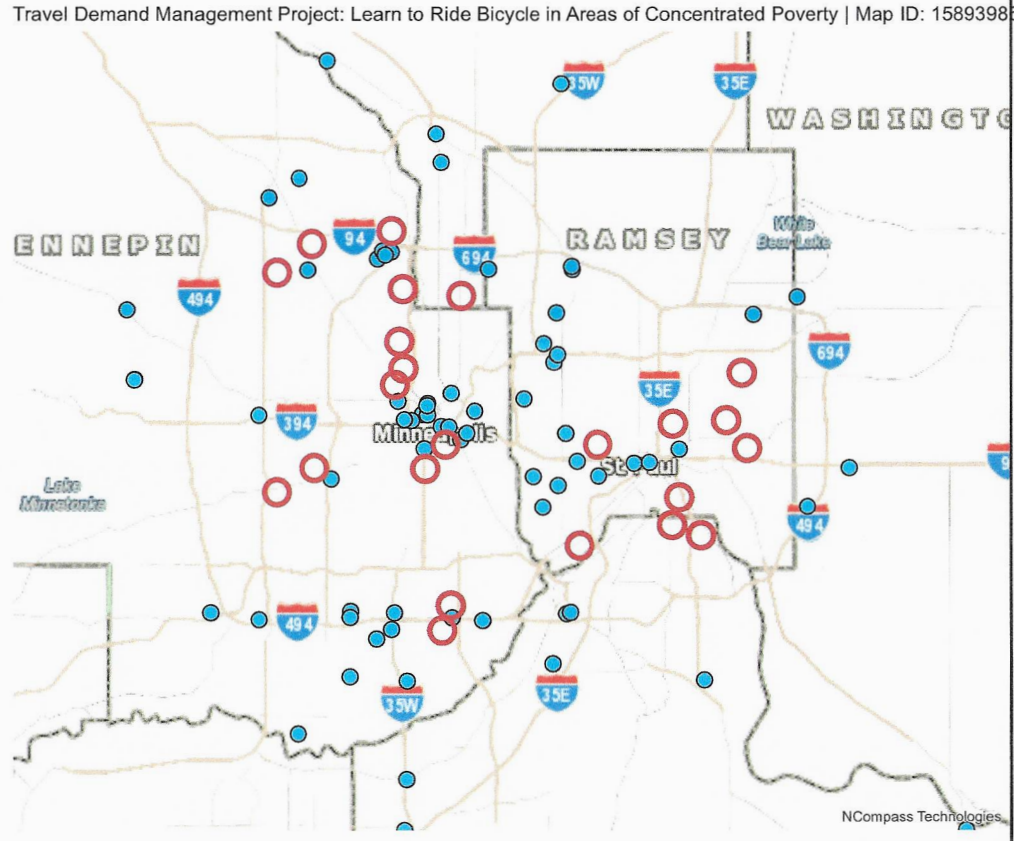 Travel Demand Management Project: Learn to Ride Bicycle in Areas of Concentrated Poverty | Map ID: 1589398
35W
35E
WASHINGTO
ENNEPIN
94
694
RAMSEY
White
Bear Lake
494
694
35E
394
Minneapolis
St Paul
9
Lake
Minnetonka
494
494
35W
35E
NCompass Technologies